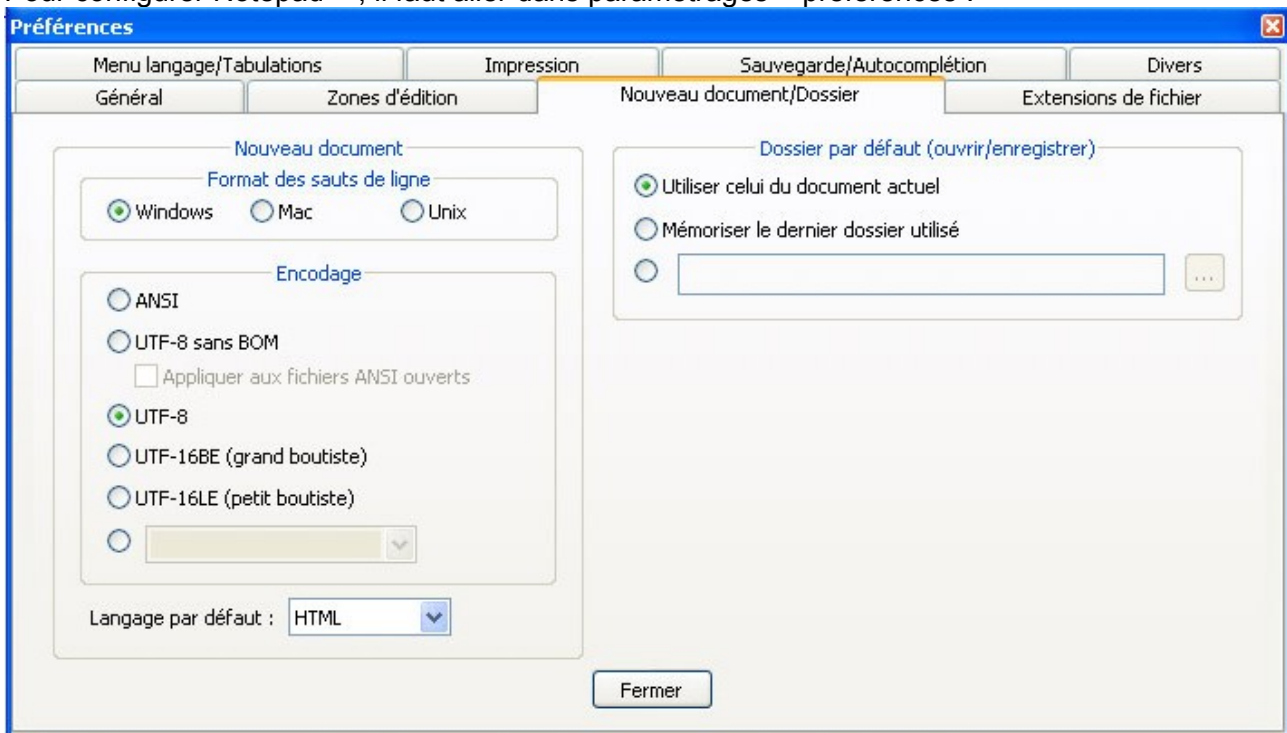 Préférences
Menu langage/Tabulations Impression Sauvegarde/Autocomplétion Divers
Général Zones d'édition Nouveau document/Dossier Extensions de fichier
Nouveau document
Format des sauts de ligne
Windows Mac Unix
Encodage
ANSI
UTF-8 sans BOM
Appliquer aux fichiers ANSI ouverts
UTF-8
UTF-16BE (grand boutiste)
UTF-16LE (petit boutiste)
Langage par défaut : HTML
Dossier par défaut (ouvrir/enregistrer)
Utiliser celui du document actuel
Mémoriser le dernier dossier utilisé
...
Fermer